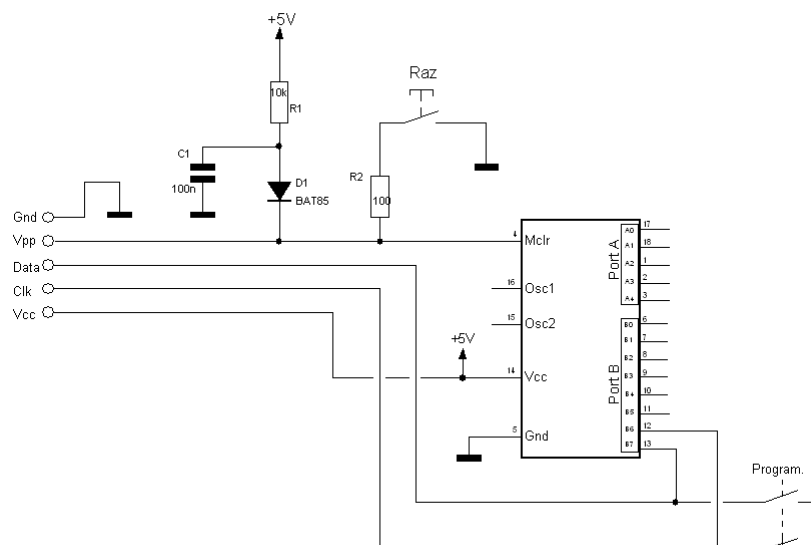 +5V
10k
R1
Raz
C1
100n
D1
BAT85
R2
100
Gnd
Vpp
Data
Clk
Vcc
4
Mclr
16
Osc1
15
Osc2
+5V
14
Vcc
5
Gnd
Port A
A0
17
A1
18
A2
1
A3
2
A4
3
Port B
B0
6
B1
7
B2
8
B3
9
B4
10
B5
11
B6
12
B7
13
Program.